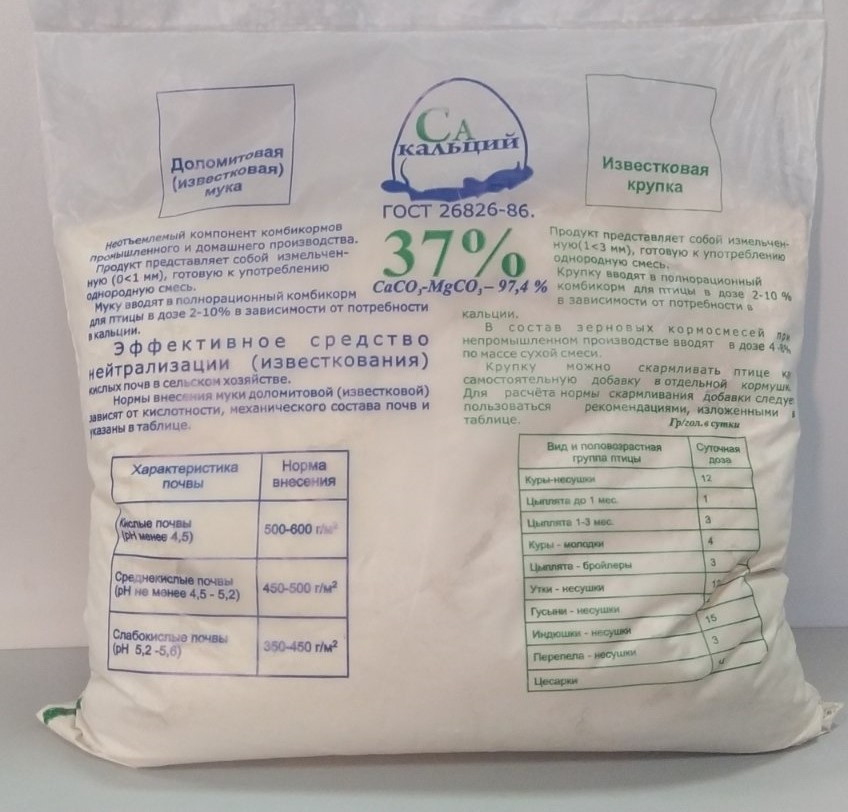 Доломитовая
(известковая)
мука
СА
кальций
ГОСТ 26826-86.
37%
CaCO₃-MgCO₃– 97,4 %
Известковая
крупка
Неотъемлемый компонент комбикормов
промышленного и домашнего производства.
Продукт представляет собой измельчен-
ную (0<1 мм), готовую к употреблению
однородную смесь.
Муку вводят в полнорационный комбикорм
для птицы в дозе 2-10% в зависимости от потребности
в кальции.
Эффективное средство
нейтрализации (известкования)
кислых почв в сельском хозяйстве.
Нормы внесения муки доломитовой (известковой)
зависят от кислотности, механического состава почв и
указаны в таблице.
Характеристика почвы Норма внесения
Кислые почвы
(pH менее 4,5) 500-600 г/м²
Среднекислые почвы
(pH не менее 4,5 - 5,2) 450-500 г/м²
Слабокислые почвы
(pH 5,2 -5,6) 350-450 г/м²
Продукт представляет собой измельчен-
ную(1<3 мм), готовую к употреблению
однородную смесь.
Крупку вводят в полнорационный
комбикорм для птицы в дозе 2-10 %
в зависимости от потребности в
кальции.
В состав зерновых кормосмесей при
непромышленном производстве вводят в дозе 4
по массе сухой смеси.
Крупку можно скармливать птице
самостоятельную добавку в отдельной
Для расчёта нормы скармливания добавки
пользоваться рекомендациями, изложенными в
таблице.
Гр/гол.в сутки
Вид и половозрастная группа птицы Суточная доза
Куры-несушки 12
Цыплята до 1 мес. 1
Цыплята 1-3 мес. 3
Куры - молодки 4
Цыплята - бройлеры 3
Утки - несушки
Гусыни - несушки
Индюшки - несушки 15
Перепела - несушки 3
Цесарки